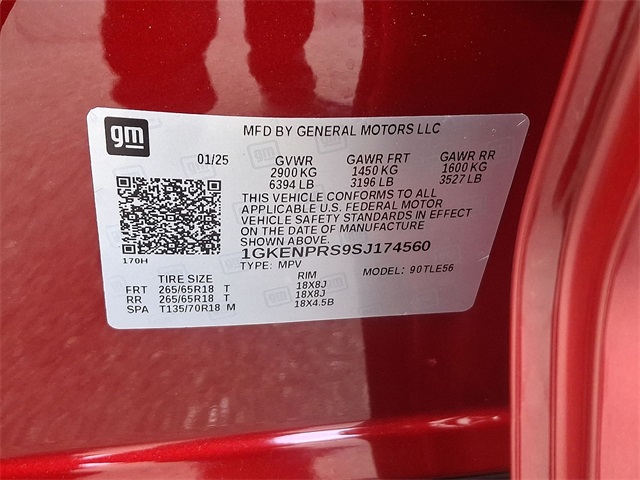 gm
MFD BY GENERAL MOTORS LLC
01/25 GVWR GAWR FRT GAWR RR
2900 KG 1450 KG 1600 KG
6394 LB 3196 LB 3527 LB
THIS VEHICLE CONFORMS TO ALL
APPLICABLE U.S. FEDERAL MOTOR
VEHICLE SAFETY STANDARDS IN EFFECT
ON THE DATE OF MANUFACTURE
SHOWN ABOVE.
170H
1GKENPRS9SJ174560
TYPE: MPV MODEL: 90TLE56
TIRE SIZE RIM
FRT 265/65R18 T 18X8J
RR 265/65R18 T 18X8J
SPA T135/70R18 M 18X4.5B